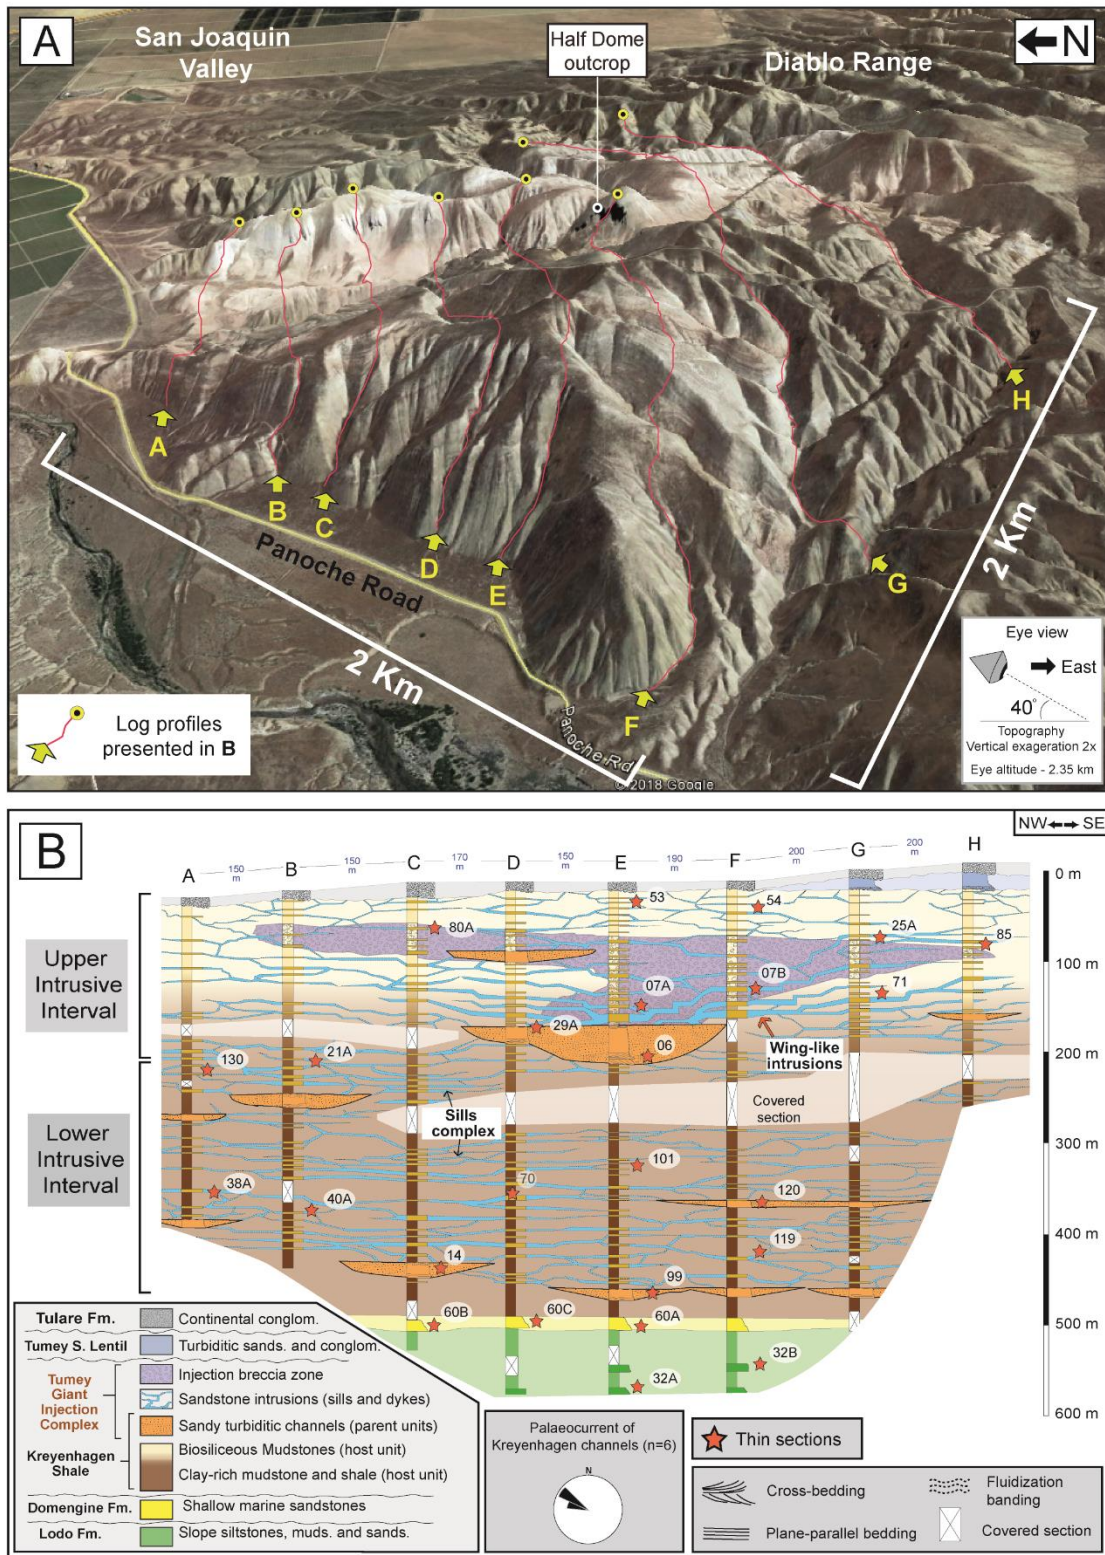 A
San Joaquin
Valley
Half Dome
outcrop
Diablo Range
N
A
B
C
D
E
F
G
H
Panoche Road
2 Km
2 Km
Panoche Rd
© 2018 Google
Log profiles
presented in B
Eye view
East
40°
Topography
Vertical exageration 2x
Eye altitude - 2.35 km
B
NW SE
A
150
m
B
150
m
C
170
m
D
150
m
E
190
m
F
200
m
G
200
m
H
0 m
100 m
200 m
300 m
400 m
500 m
600 m
Upper
Intrusive
Interval
Lower
Intrusive
Interval
53
54
80A
25A
85
07B
07A
71
29A
06
Wing-like
intrusions
130
21A
Covered
section
Sills
complex
101
38A
40A
70
120
119
14
99
60B
60C
60A
32B
32A
Tulare Fm.
Continental conglom.
Tumey S. Lentil
Turbiditic sands. and conglom.
Tumey
Giant
Injection
Complex
Injection breccia zone
Sandstone intrusions (sills and dykes)
Sandy turbiditic channels (parent units)
Kreyenhagen
Shale
Biosiliceous Mudstones (host unit)
Clay-rich mudstone and shale (host unit)
Domengine Fm.
Shallow marine sandstones
Lodo Fm.
Slope siltstones, muds. and sands.
Palaeocurrent of
Kreyenhagen channels (n=6)
N
Thin sections
Cross-bedding
Fluidization
banding
Plane-parallel bedding
Covered section